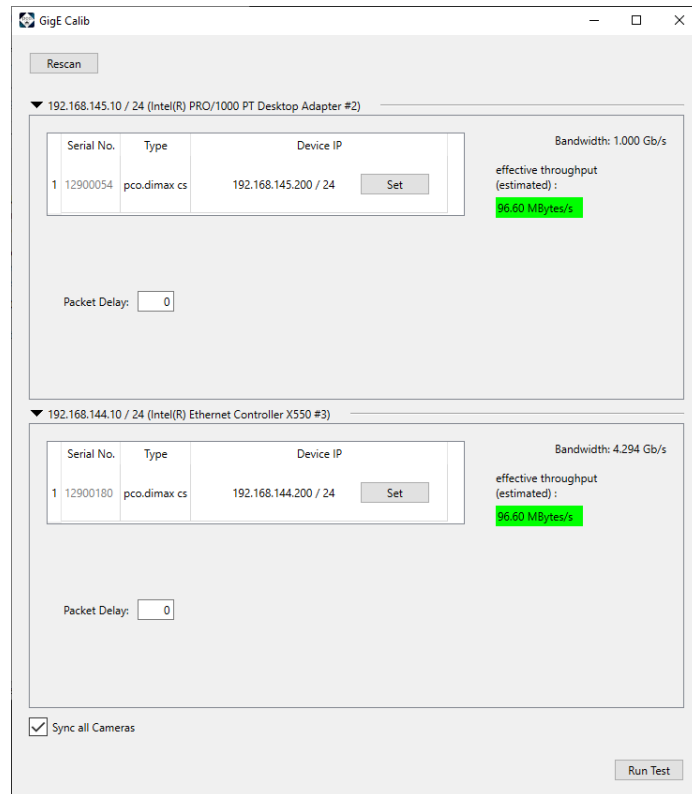 GigE Calib
Rescan
192.168.145.10 / 24 (Intel(R) PRO/1000 PT Desktop Adapter #2)
Serial No. Type Device IP
1 12900054 pco.dimax cs 192.168.145.200 / 24 Set
Bandwidth: 1.000 Gb/s
effective throughput
(estimated) :
96.60 MBytes/s
Packet Delay: 0
192.168.144.10 / 24 (Intel(R) Ethernet Controller X550 #3)
Serial No. Type Device IP
1 12900180 pco.dimax cs 192.168.144.200 / 24 Set
Bandwidth: 4.294 Gb/s
effective throughput
(estimated) :
96.60 MBytes/s
Packet Delay: 0
Sync all Cameras
Run Test